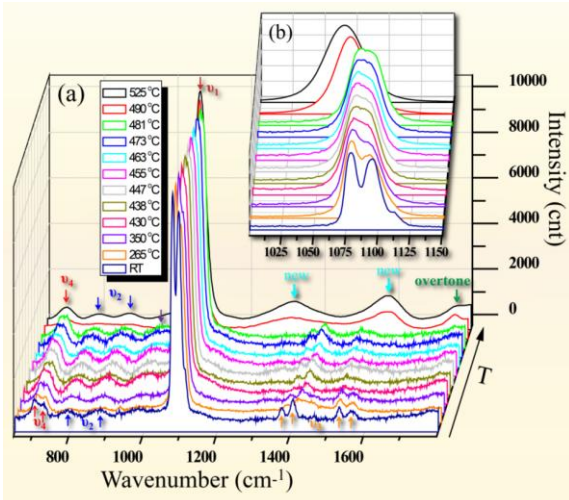 (b)
1025 1050 1075 1100 1125 1150
(a)
525 °C
490 °C
481 °C
473 °C
463 °C
455 °C
447 °C
438 °C
430 °C
350 °C
265 °C
RT
υ1
10000
8000
6000
4000
2000
0
Intensity (cnt)
υ4
υ2
new
new
overtone
T
υ4
υ2
800 1000 1200 1400 1600
Wavenumber (cm-1)